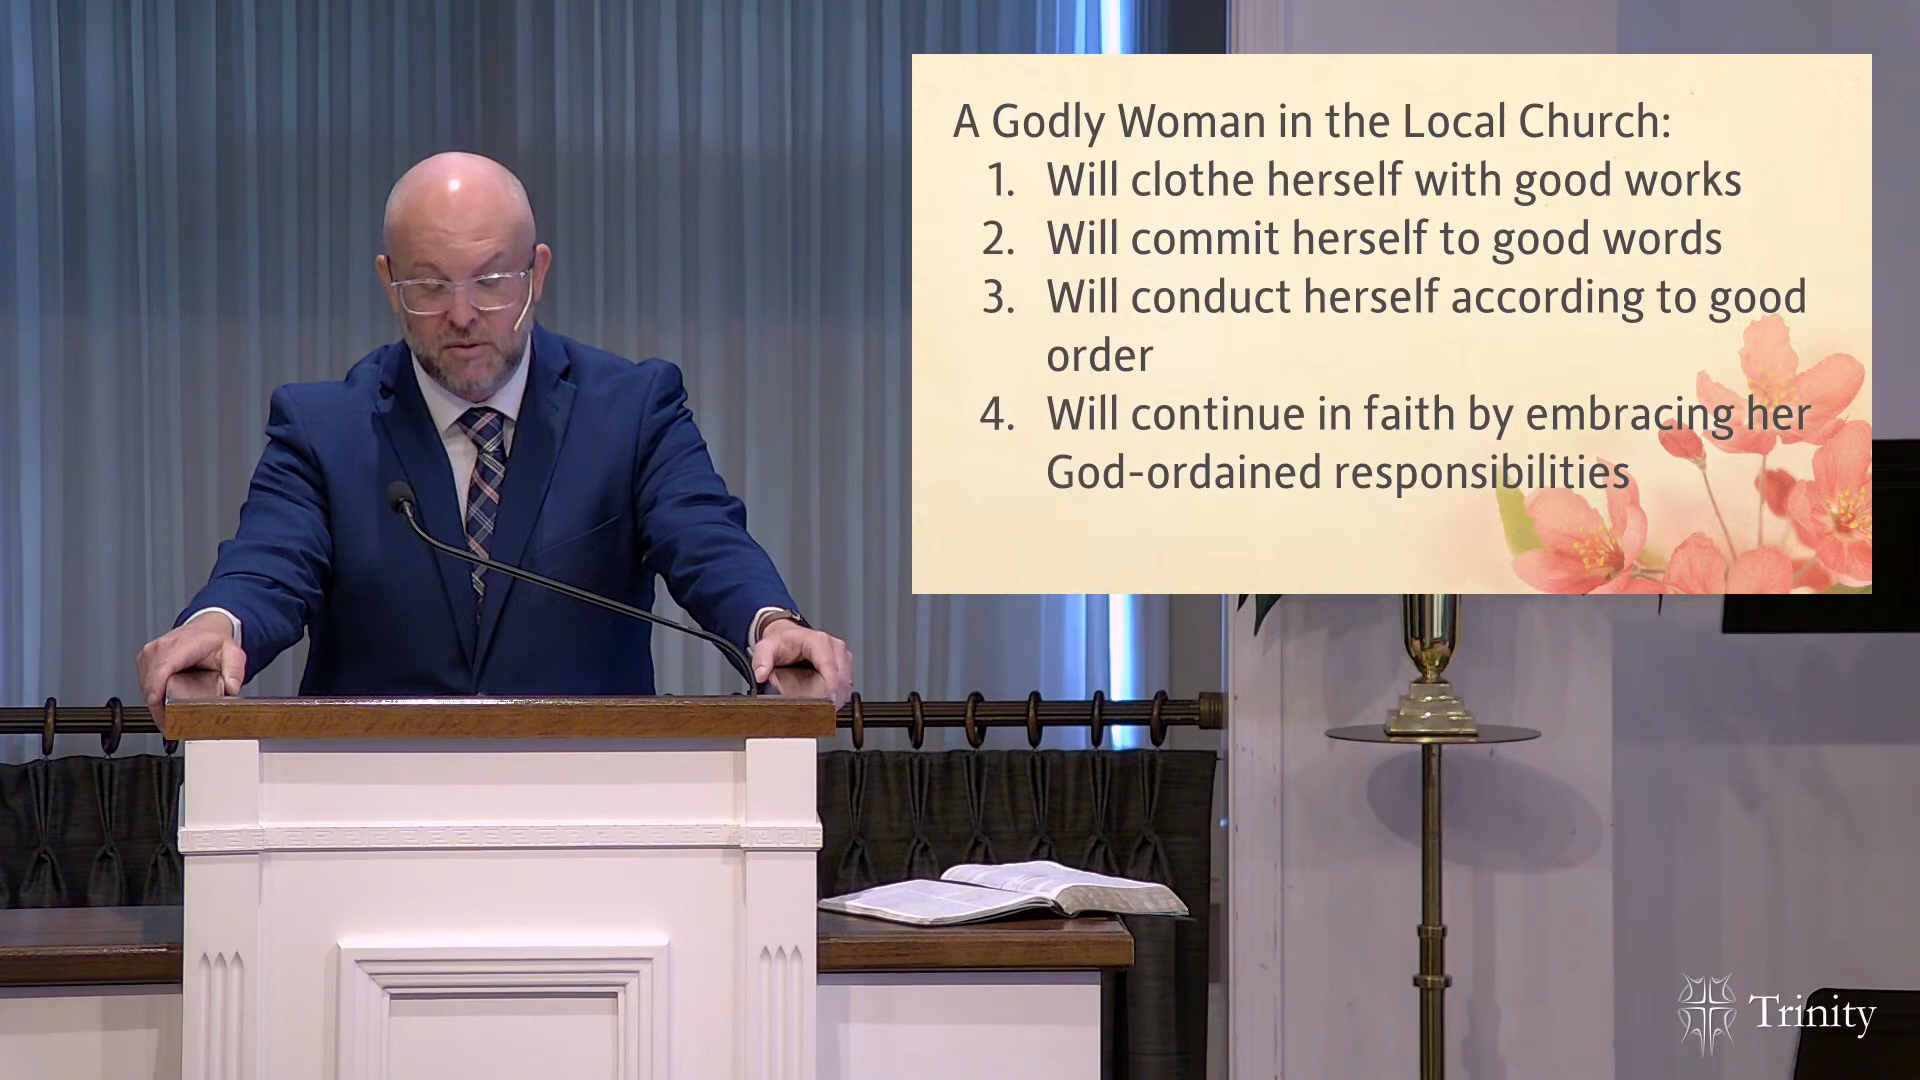 A Godly Woman in the Local Church:
1. Will clothe herself with good works
2. Will commit herself to good words
3. Will conduct herself according to good
order
4. Will continue in faith by embracing her
God-ordained responsibilities
Trinity